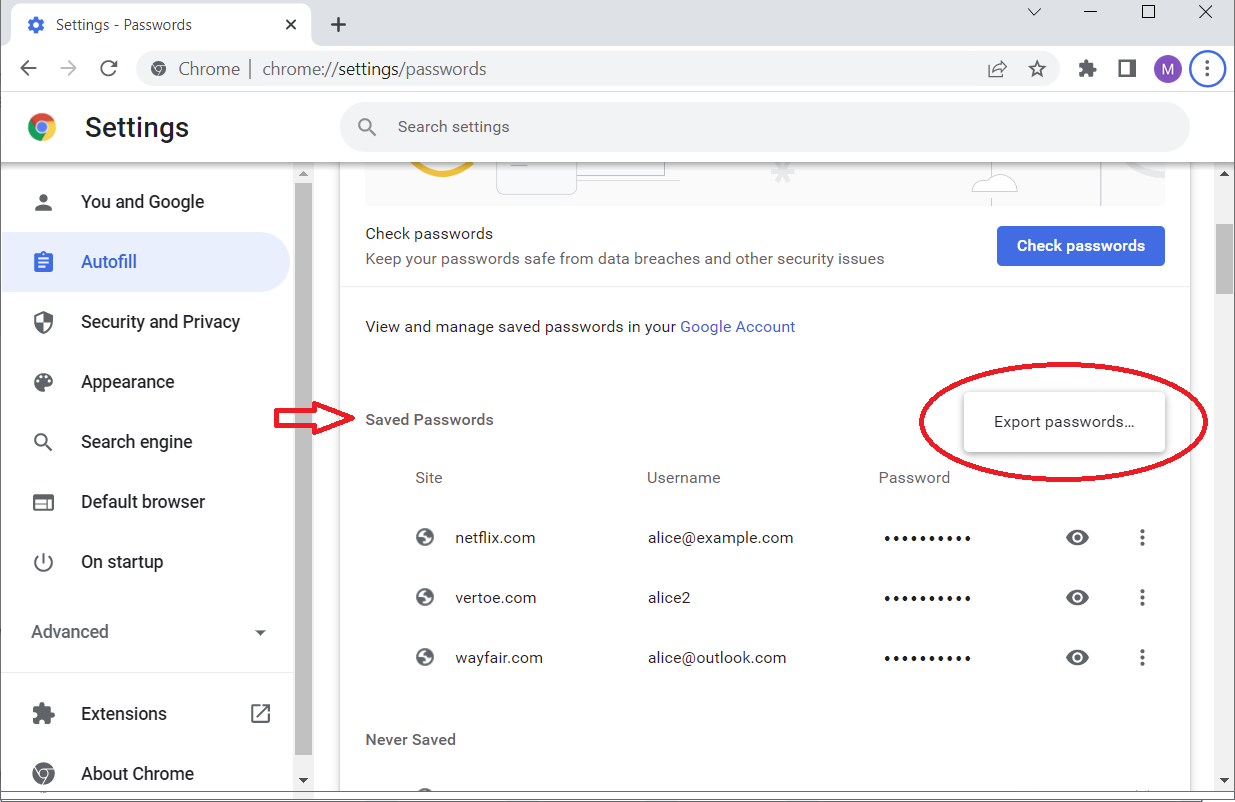 Settings - Passwords
Chrome | chrome://settings/passwords
M
Settings
Search settings
You and Google
Autofill
Security and Privacy
Appearance
Search engine
Default browser
On startup
Advanced
Extensions
About Chrome
Check passwords
Keep your passwords safe from data breaches and other security issues
Check passwords
View and manage saved passwords in your Google Account
Saved Passwords
Export passwords...
Site Username Password
netflix.com alice@example.com ••••••••••
vertoe.com alice2 ••••••••••
wayfair.com alice@outlook.com ••••••••••
Never Saved